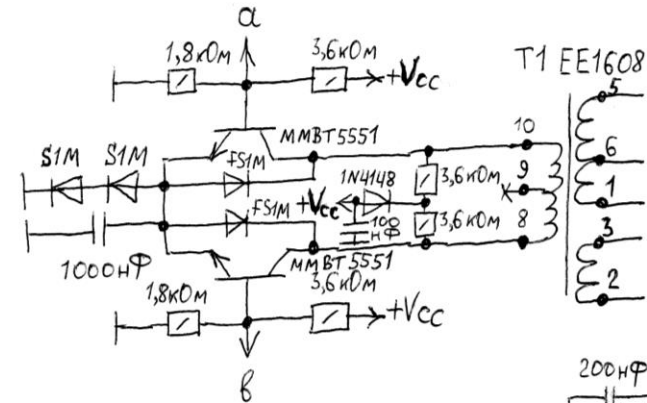 a
1,8кОм
3,6кОм
+Vcc
T1 EE1608
5
MMBT5551
10
S1M S1M
FS1M
1N4148
3,6кОм
6
9
+Vcc
1
FS1M
100
нФ
3,6кОм
8
3
1000нФ
MMBT5551
2
1,8кОм
3,6кОм
+Vcc
в
200нФ